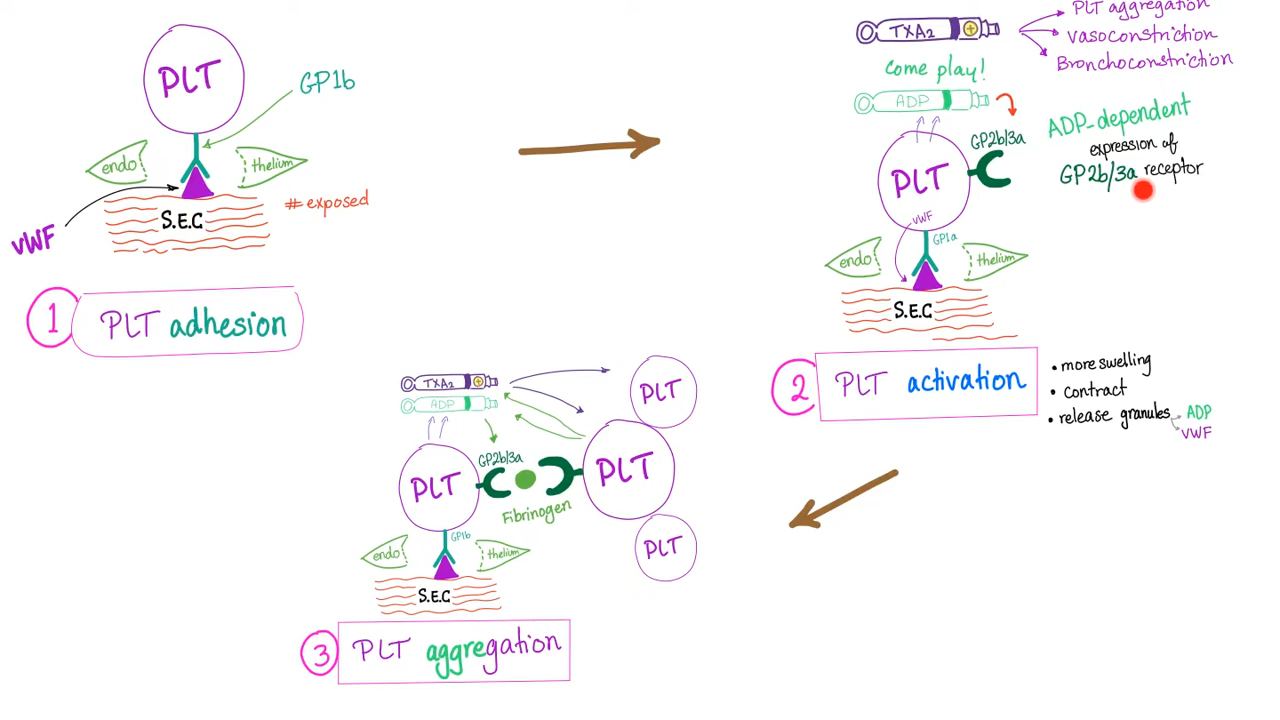 PLT
GP1b
endo
thelium
# exposed
S.E.C
vWF
1
PLT adhesion
TXA2
+
PLT aggregation
vasoconstriction
Bronchoconstriction
Come play!
ADP
GP2b/3a
ADP-dependent
expression of
GP2b/3a receptor
PLT
vWF
GP1a
endo
thelium
S.E.C
2
PLT activation
• more swelling
• contract
• release granules
ADP
vWF
TXA2
+
ADP
PLT
GP2b/3a
PLT
PLT
Fibrinogen
PLT
GP1b
endo
thelium
S.E.C
3
PLT aggregation